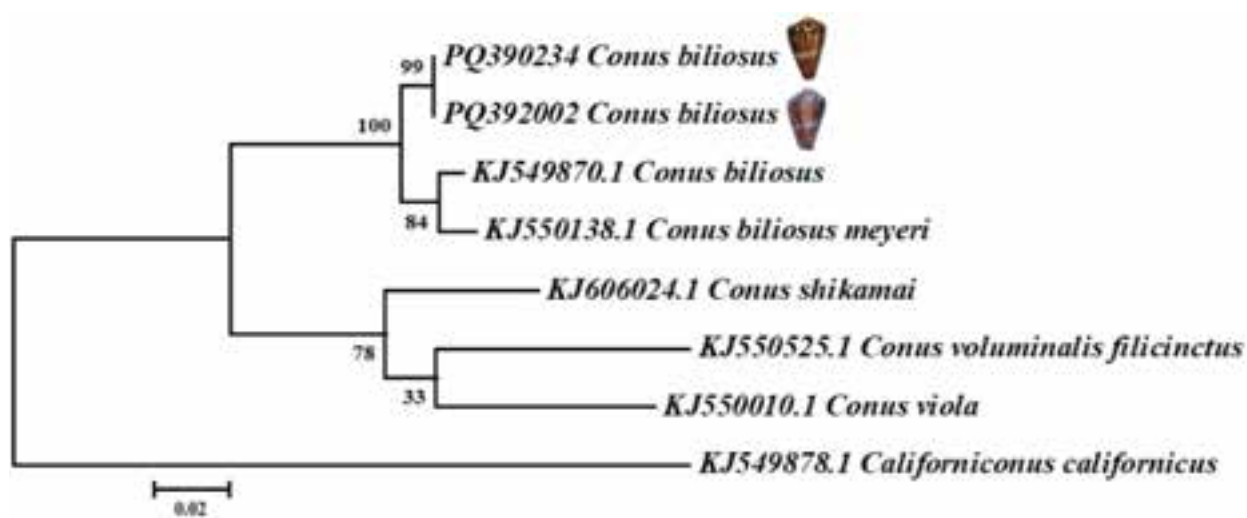 99
PQ390234 Conus biliosus
PQ392002 Conus biliosus
100
KJ549870.1 Conus biliosus
84
KJ550138.1 Conus biliosus meyeri
KJ606024.1 Conus shikamai
78
KJ550525.1 Conus voluminalis filicinctus
33
KJ550010.1 Conus viola
KJ549878.1 Californiconus californicus
0.02